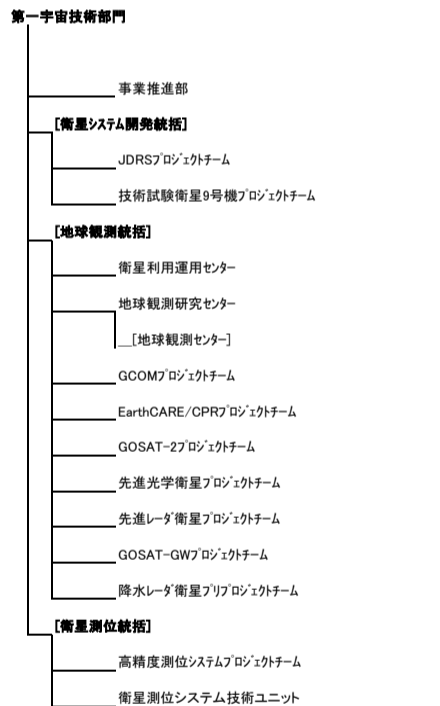 第一宇宙技術部門
事業推進部
[衛星ｼｽﾃﾑ開発統括]
JDRSﾌﾟﾛｼﾞｪｸﾄﾁｰﾑ
技術試験衛星9号機ﾌﾟﾛｼﾞｪｸﾄﾁｰﾑ
[地球観測統括]
衛星利用運用ｾﾝﾀｰ
地球観測研究ｾﾝﾀｰ
__[地球観測ｾﾝﾀｰ]
GCOMﾌﾟﾛｼﾞｪｸﾄﾁｰﾑ
EarthCARE/CPRﾌﾟﾛｼﾞｪｸﾄﾁｰﾑ
GOSAT-2ﾌﾟﾛｼﾞｪｸﾄﾁｰﾑ
先進光学衛星ﾌﾟﾛｼﾞｪｸﾄﾁｰﾑ
先進ﾚｰﾀﾞ衛星ﾌﾟﾛｼﾞｪｸﾄﾁｰﾑ
GOSAT-GWﾌﾟﾛｼﾞｪｸﾄﾁｰﾑ
降水ﾚｰﾀﾞ衛星ﾌﾟﾘﾌﾟﾛｼﾞｪｸﾄﾁｰﾑ
[衛星測位統括]
高精度測位ｼｽﾃﾑﾌﾟﾛｼﾞｪｸﾄﾁｰﾑ
衛星測位システム技術ユニット